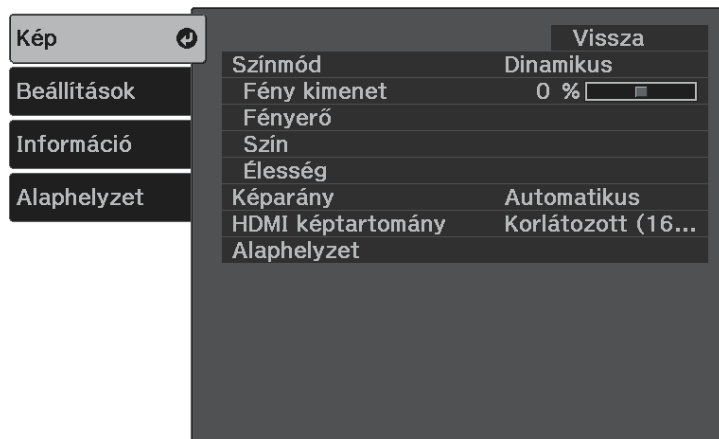 Kép
Beállítások
Információ
Alaphelyzet
Vissza
Színmód Dinamikus
Fény kimenet 0 %
Fényerő
Szín
Élesség
Képarány Automatikus
HDMI képtartomány Korlátozott (16...
Alaphelyzet